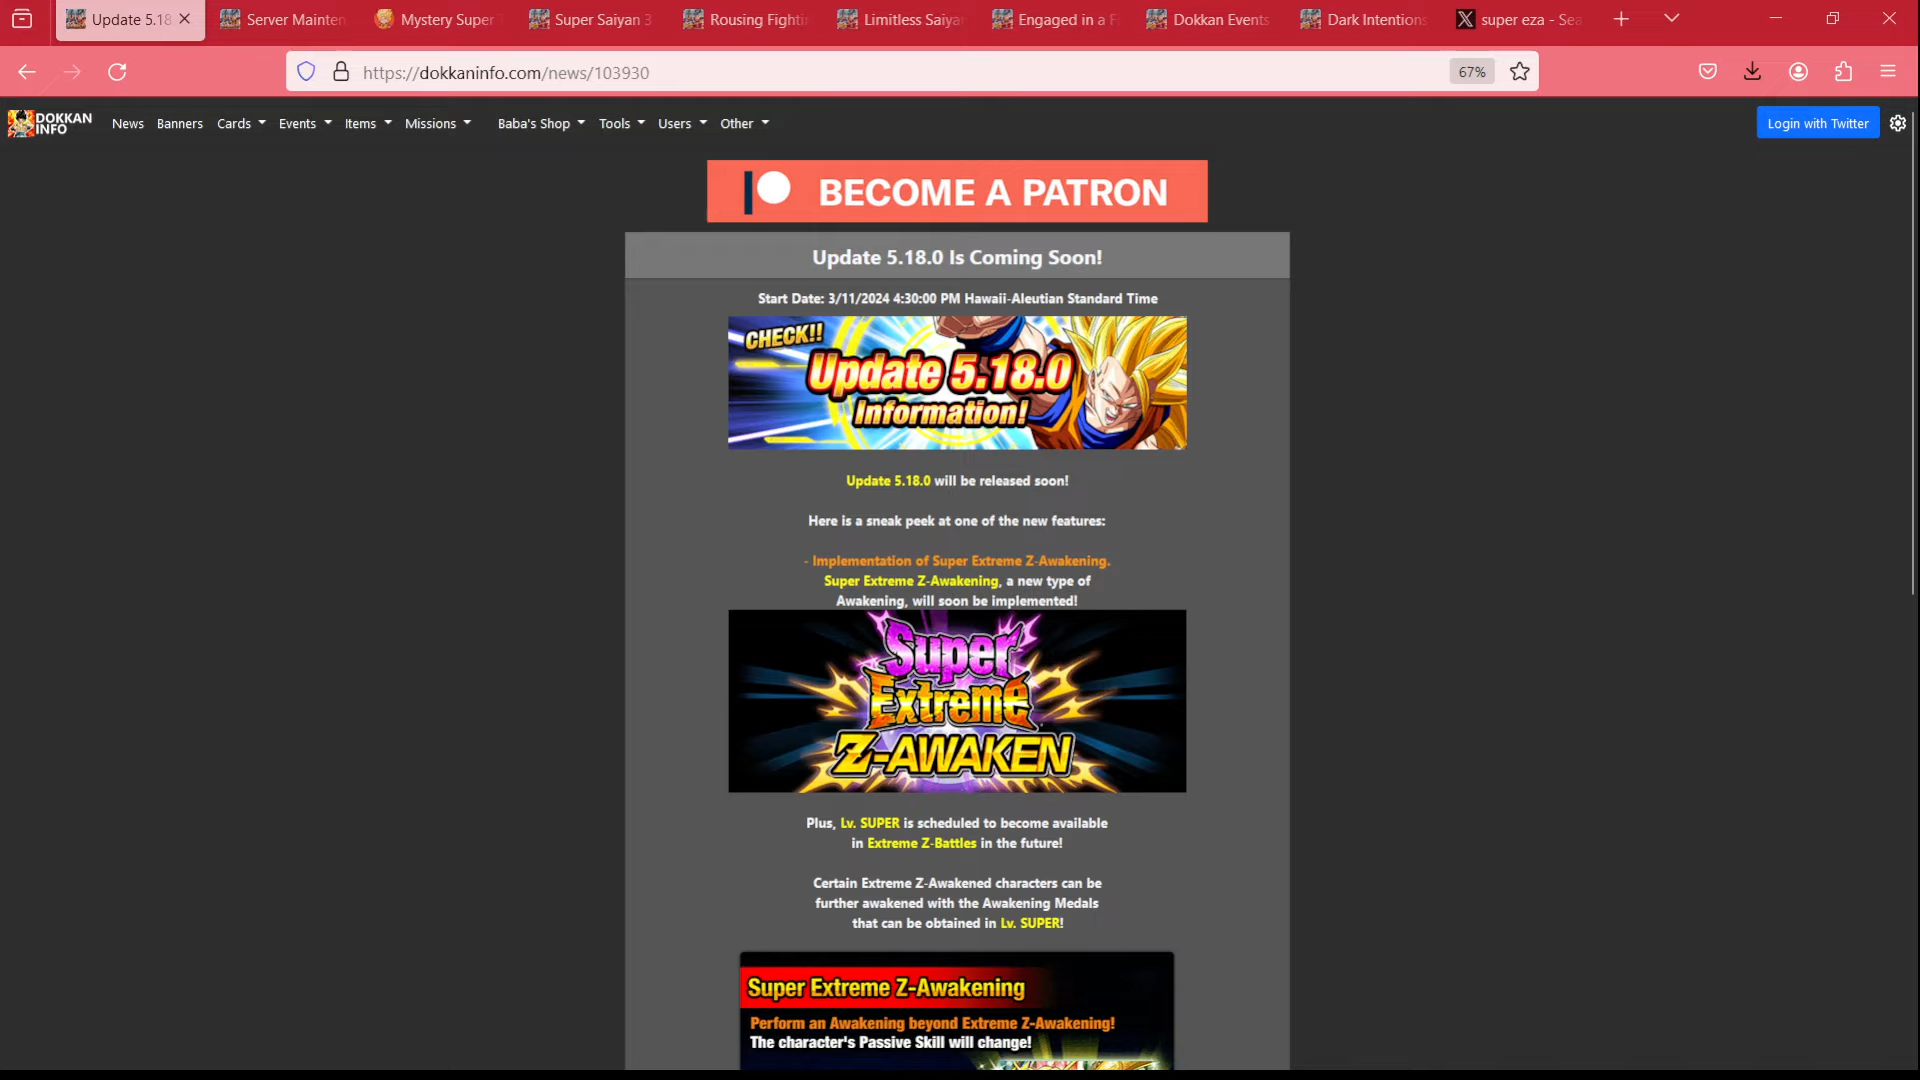 Update 5.18
Server Mainten
Mystery Super
Super Saiyan 3
Rousing Fighti
Limitless Saiya
Engaged in a F
Dokkan Events
Dark Intentions
super eza - Sea
https://dokkaninfo.com/news/103930
67%
DOKKAN
INFO
News
Banners
Cards
Events
Items
Missions
Baba's Shop
Tools
Users
Other
Login with Twitter
BECOME A PATRON
Update 5.18.0 Is Coming Soon!
Start Date: 3/11/2024 4:30:00 PM Hawaii-Aleutian Standard Time
CHECK!!
Update 5.18.0
Information!
Update 5.18.0 will be released soon!
Here is a sneak peek at one of the new features:
- Implementation of Super Extreme Z-Awakening.
Super Extreme Z-Awakening, a new type of
Awakening, will soon be implemented!
Super
Extreme
Z-AWAKEN
Plus, Lv. SUPER is scheduled to become available
in Extreme Z-Battles in the future!
Certain Extreme Z-Awakened characters can be
further awakened with the Awakening Medals
that can be obtained in Lv. SUPER!
Super Extreme Z-Awakening
Perform an Awakening beyond Extreme Z-Awakening!
The character's Passive Skill will change!